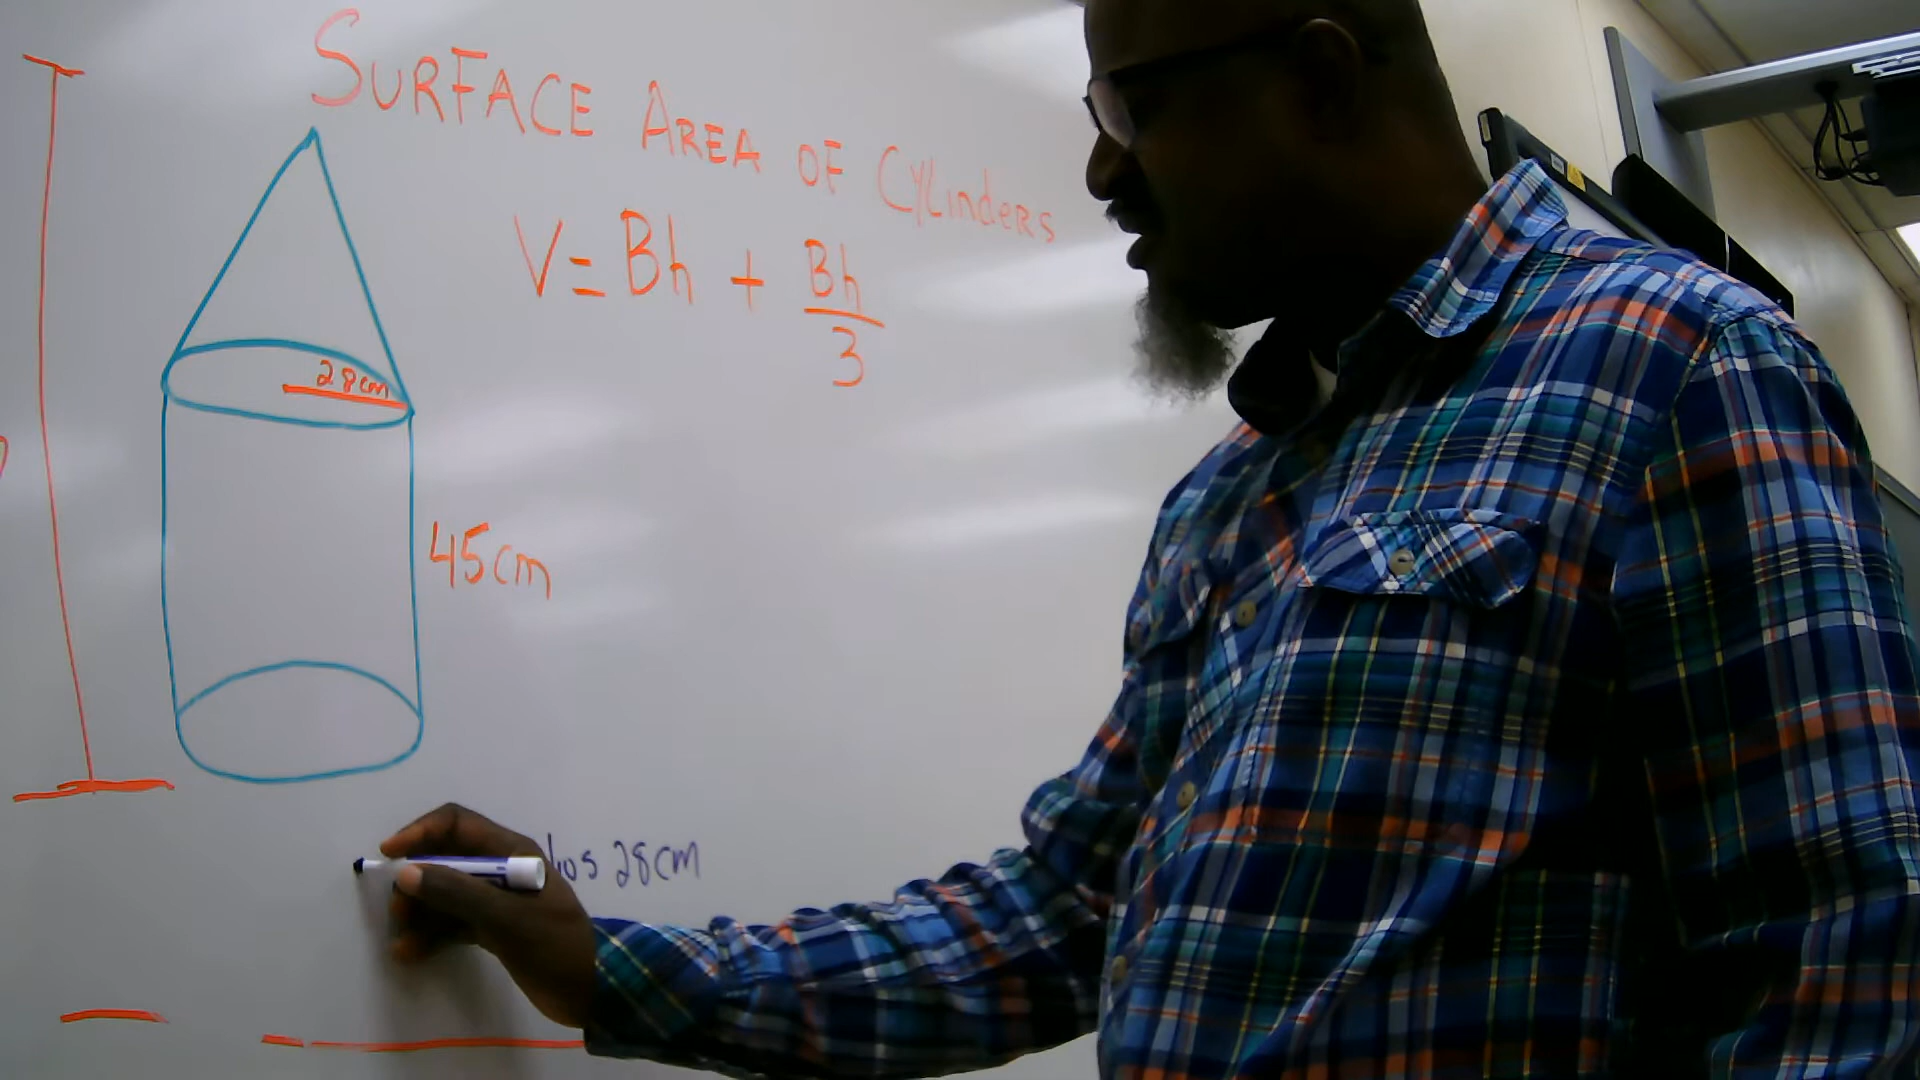 SURFACE AREA OF Cylinders
V = Bh + Bh/3
28cm
45cm
28cm